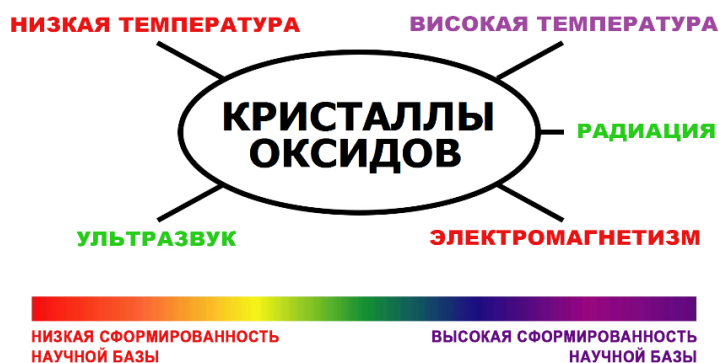 НИЗКАЯ ТЕМПЕРАТУРА
ВИСОКАЯ ТЕМПЕРАТУРА
КРИСТАЛЛЫ
ОКСИДОВ
РАДИАЦИЯ
УЛЬТРАЗВУК
ЭЛЕКТРОМАГНЕТИЗМ
НИЗКАЯ СФОРМИРОВАННОСТЬ
НАУЧНОЙ БАЗЫ
ВЫСОКАЯ СФОРМИРОВАННОСТЬ
НАУЧНОЙ БАЗЫ